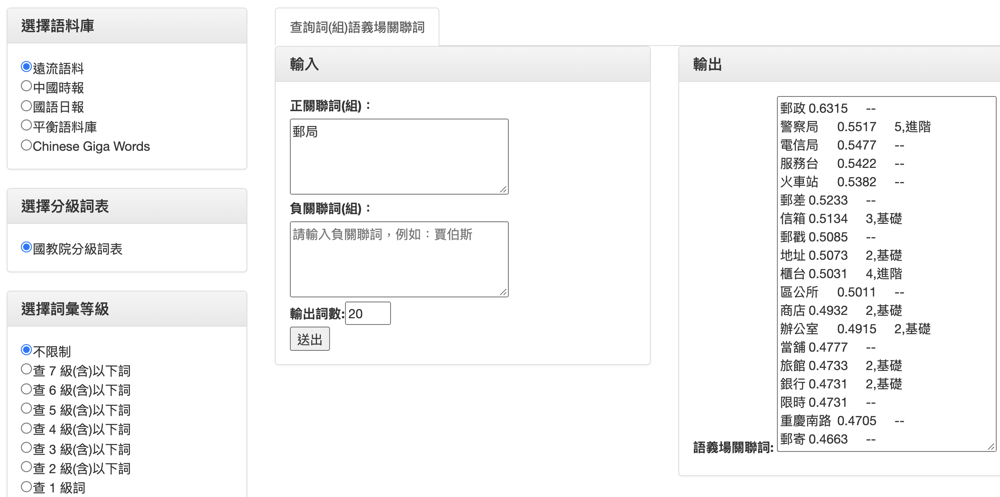 選擇語料庫
遠流語料
中國時報
國語日報
平衡語料庫
Chinese Giga Words
選擇分級詞表
國教院分級詞表
選擇詞彙等級
不限制
查 7 級(含)以下詞
查 6 級(含)以下詞
查 5 級(含)以下詞
查 4 級(含)以下詞
查 3 級(含)以下詞
查 2 級(含)以下詞
查 1 級詞
查詢詞(組)語義場關聯詞
輸入
正關聯詞(組)：
郵局
負關聯詞(組)：
請輸入負關聯詞，例如：賈伯斯
輸出詞數: 20
送出
輸出
語義場關聯詞:
郵政 0.6315 --
警察局 0.5517 5,進階
電信局 0.5477 --
服務台 0.5422 --
火車站 0.5382 --
郵差 0.5233 --
信箱 0.5134 3,基礎
郵戳 0.5085 --
地址 0.5073 2,基礎
櫃台 0.5031 4,進階
區公所 0.5011 --
商店 0.4932 2,基礎
辦公室 0.4915 2,基礎
當舖 0.4777 --
旅館 0.4733 2,基礎
銀行 0.4731 2,基礎
限時 0.4731 --
重慶南路 0.4705 --
郵寄 0.4663 --